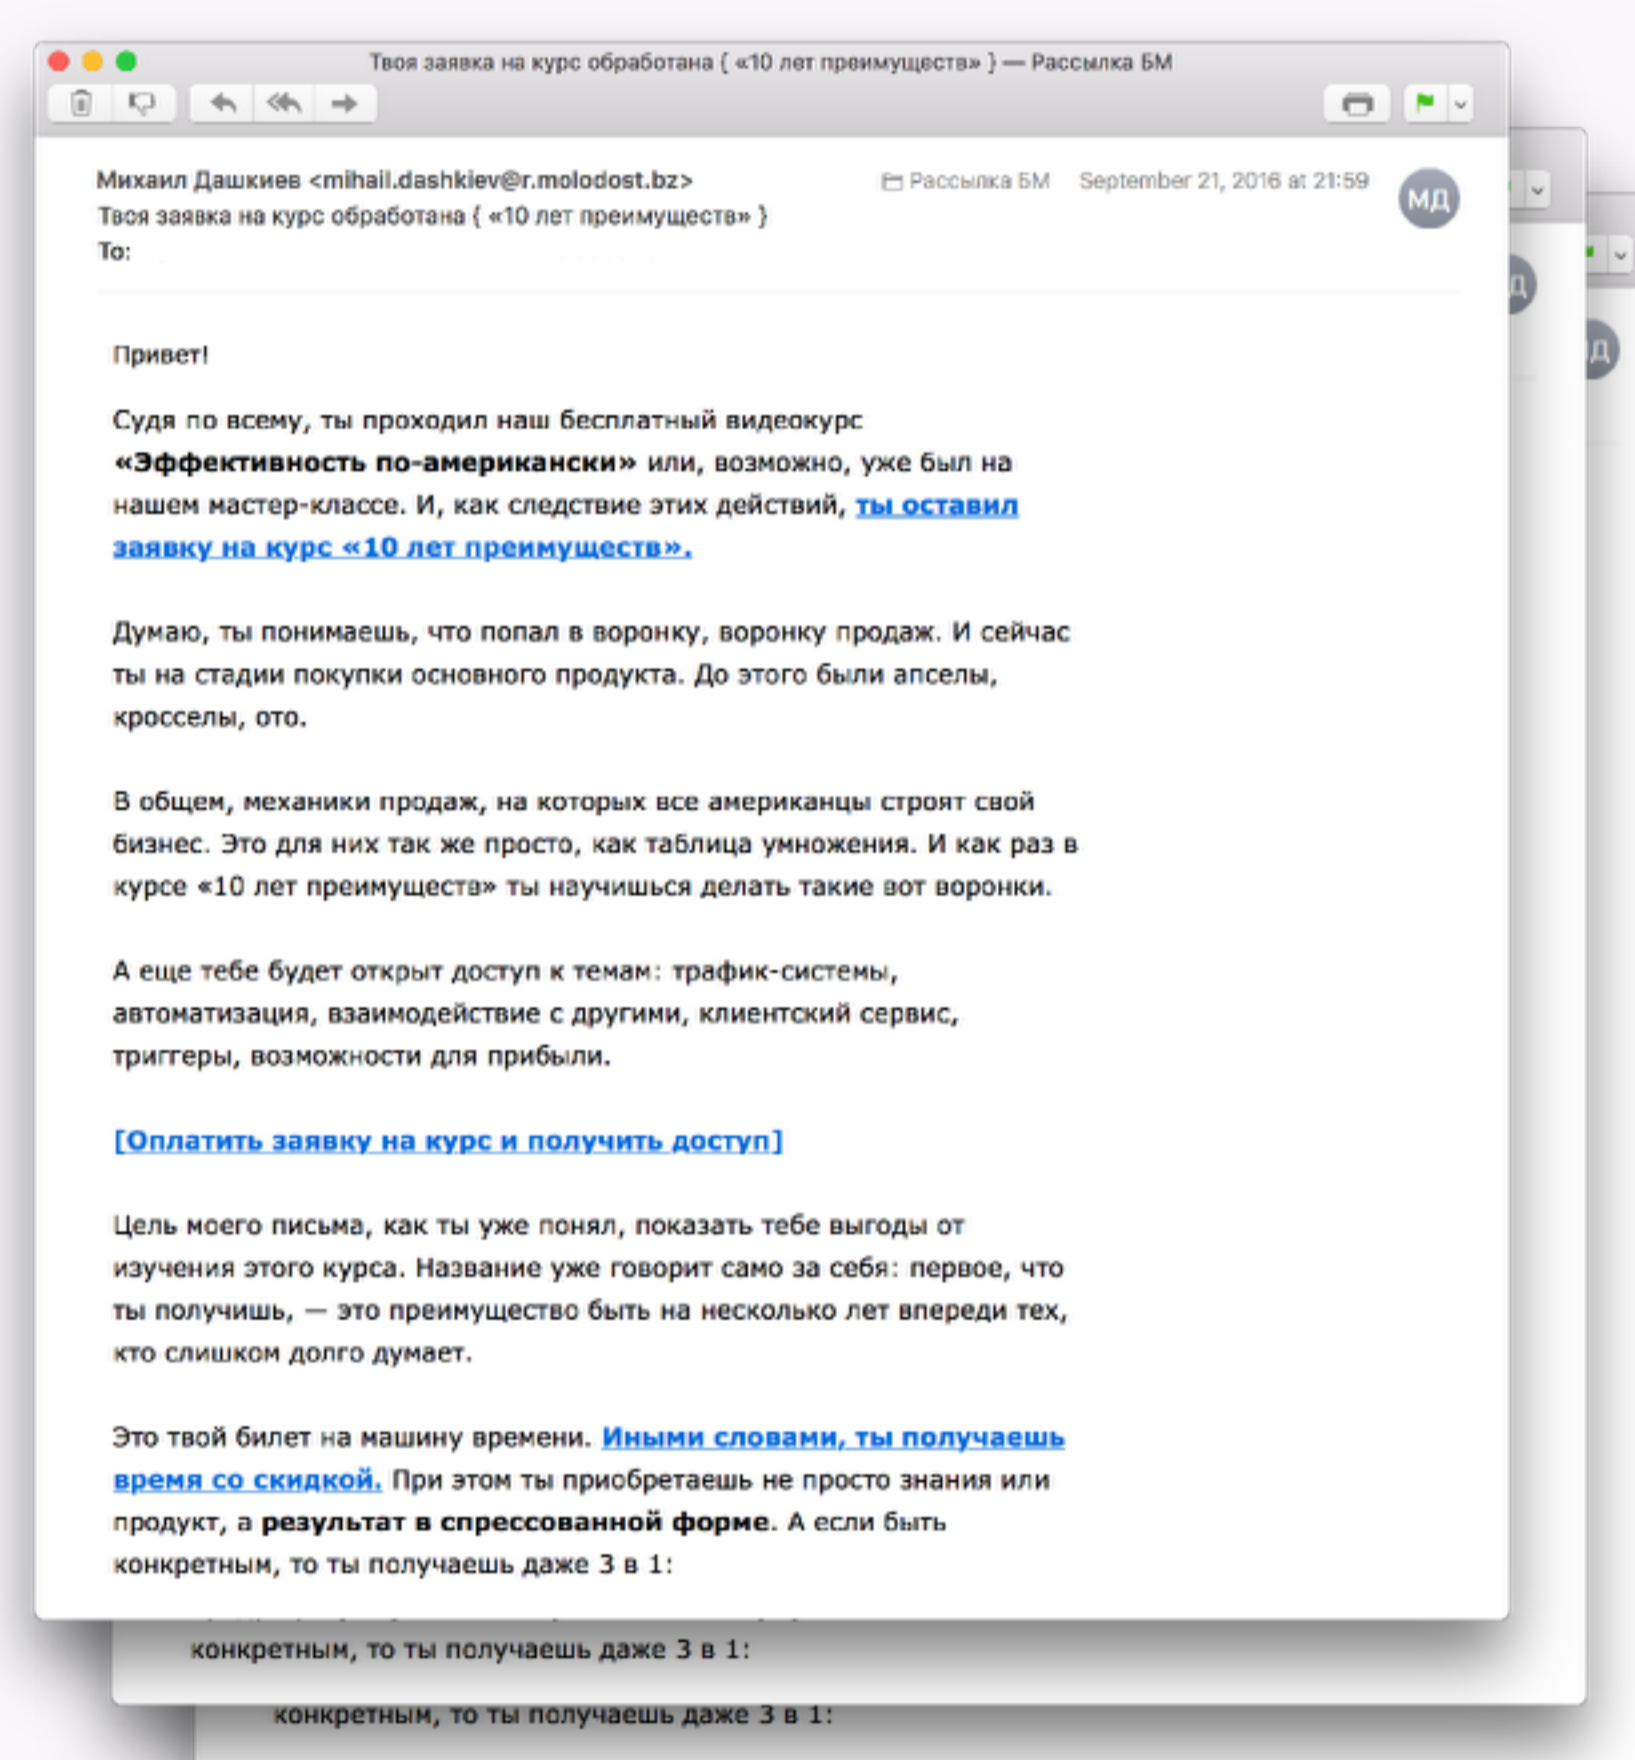 Твоя заявка на курс обработана { «10 лет преимуществ» } — Рассылка БМ
Михаил Дашкиев <mihail.dashkiev@r.molodost.bz>
Рассылка БМ September 21, 2016 at 21:59
МД
Твоя заявка на курс обработана { «10 лет преимуществ» }
To:
Привет!
Судя по всему, ты проходил наш бесплатный видеокурс
«Эффективность по-американски» или, возможно, уже был на
нашем мастер-классе. И, как следствие этих действий, ты оставил
заявку на курс «10 лет преимуществ».
Думаю, ты понимаешь, что попал в воронку, воронку продаж. И сейчас
ты на стадии покупки основного продукта. До этого были апселы,
кросселы, ото.
В общем, механики продаж, на которых все американцы строят свой
бизнес. Это для них так же просто, как таблица умножения. И как раз в
курсе «10 лет преимуществ» ты научишься делать такие вот воронки.
А еще тебе будет открыт доступ к темам: трафик-системы,
автоматизация, взаимодействие с другими, клиентский сервис,
триггеры, возможности для прибыли.
[Оплатить заявку на курс и получить доступ]
Цель моего письма, как ты уже понял, показать тебе выгоды от
изучения этого курса. Название уже говорит само за себя: первое, что
ты получишь, — это преимущество быть на несколько лет впереди тех,
кто слишком долго думает.
Это твой билет на машину времени. Иными словами, ты получаешь
время со скидкой. При этом ты приобретаешь не просто знания или
продукт, а результат в спрессованной форме. А если быть
конкретным, то ты получаешь даже 3 в 1:
конкретным, то ты получаешь даже 3 в 1:
конкретным, то ты получаешь даже 3 в 1: